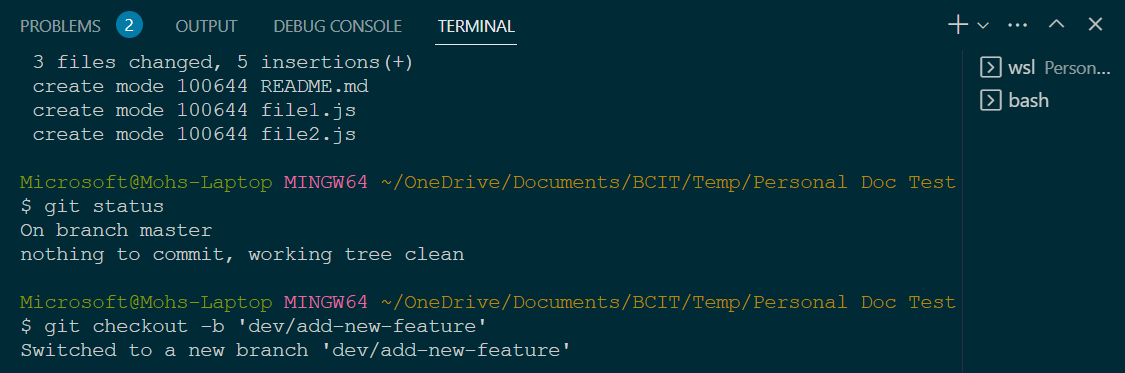 PROBLEMS 2 OUTPUT DEBUG CONSOLE TERMINAL
3 files changed, 5 insertions(+)
create mode 100644 README.md
create mode 100644 file1.js
create mode 100644 file2.js
Microsoft@Mohs-Laptop MINGW64 ~/OneDrive/Documents/BCIT/Temp/Personal Doc Test
$ git status
On branch master
nothing to commit, working tree clean
Microsoft@Mohs-Laptop MINGW64 ~/OneDrive/Documents/BCIT/Temp/Personal Doc Test
$ git checkout -b 'dev/add-new-feature'
Switched to a new branch 'dev/add-new-feature'
wsl Person...
bash